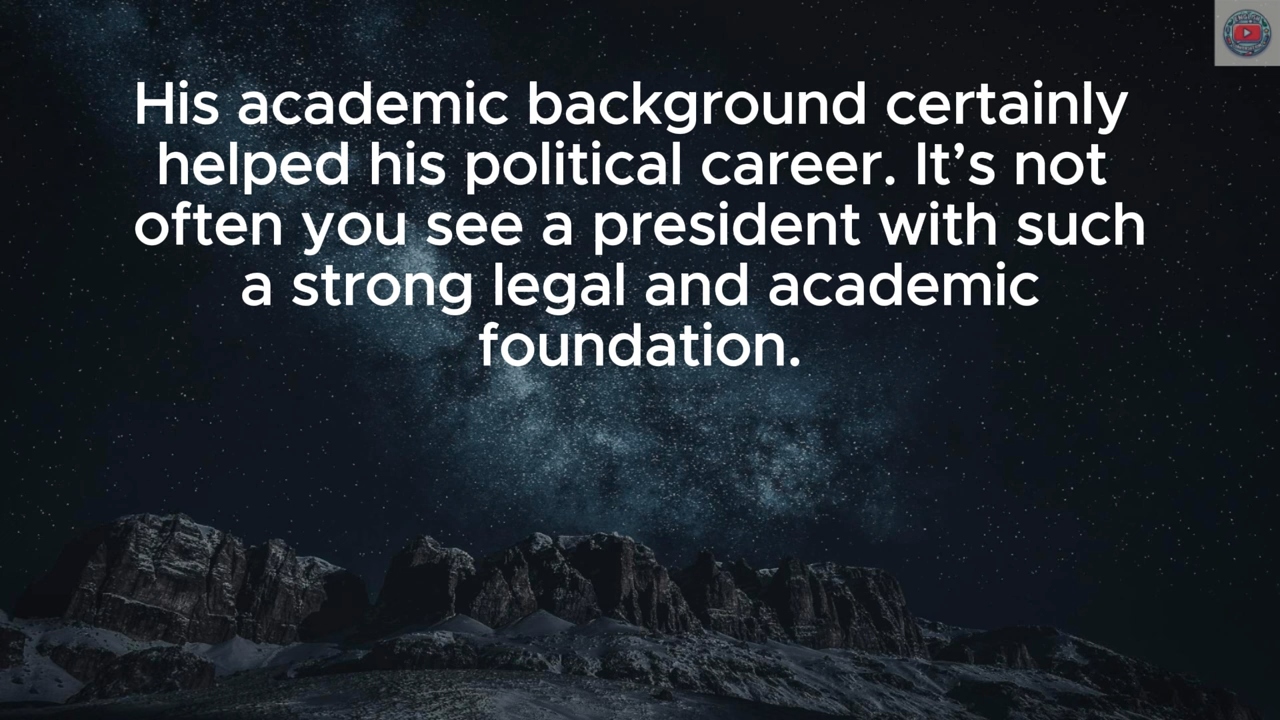 His academic background certainly
helped his political career. It’s not
often you see a president with such
a strong legal and academic
foundation.